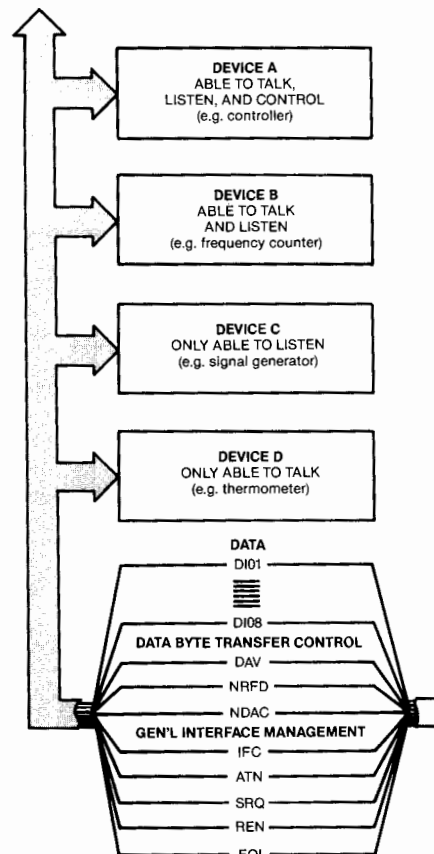 DEVICE A
ABLE TO TALK,
LISTEN, AND CONTROL
(e.g. controller)
DEVICE B
ABLE TO TALK
AND LISTEN
(e.g. frequency counter)
DEVICE C
ONLY ABLE TO LISTEN
(e.g. signal generator)
DEVICE D
ONLY ABLE TO TALK
(e.g. thermometer)
DATA
DI01
DI08
DATA BYTE TRANSFER CONTROL
DAV
NRFD
NDAC
GEN'L INTERFACE MANAGEMENT
IFC
ATN
SRQ
REN
EOI